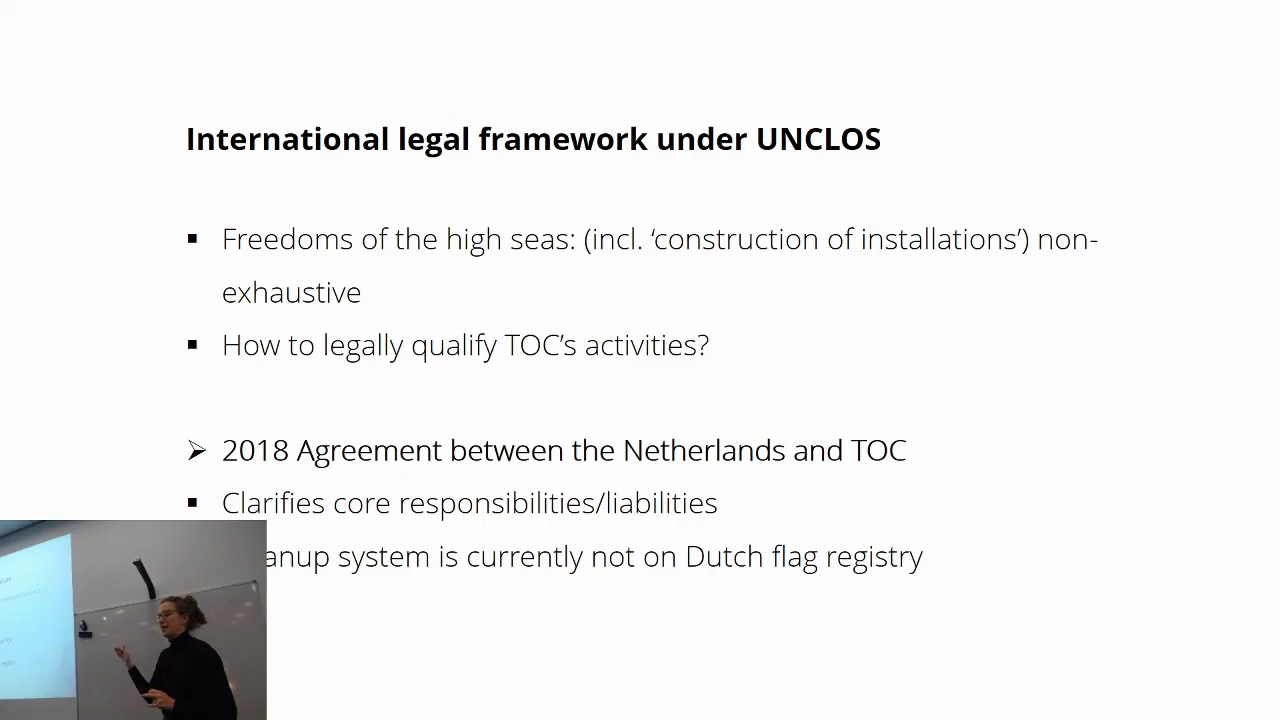 International legal framework under UNCLOS
▪ Freedoms of the high seas: (incl. ‘construction of installations’) non-
exhaustive
▪ How to legally qualify TOC’s activities?
➢ 2018 Agreement between the Netherlands and TOC
▪ Clarifies core responsibilities/liabilities
system is currently not on Dutch flag registry